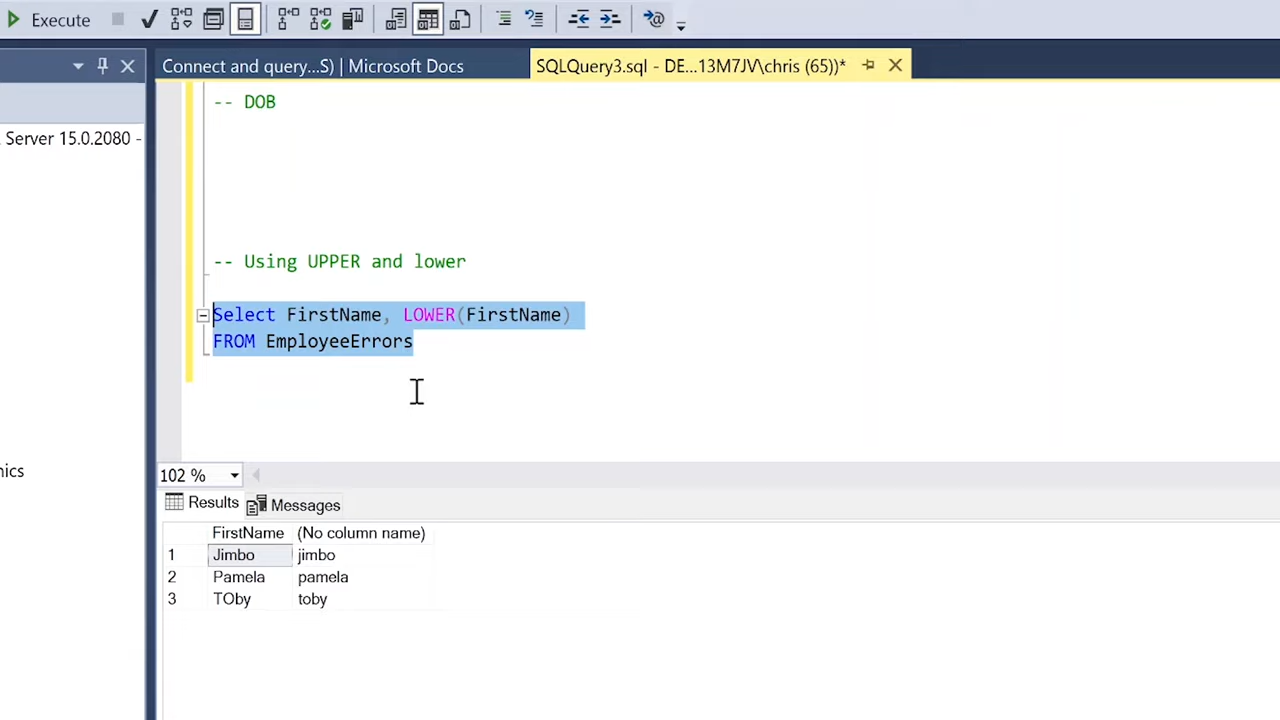 Execute
Connect and query...S) | Microsoft Docs
SQLQuery3.sql - DE...13M7JV\chris (65))*
Server 15.0.2080 -
-- DOB
-- Using UPPER and lower
Select FirstName, LOWER(FirstName)
FROM EmployeeErrors
nics
102 %
Results
Messages
FirstName (No column name)
1 Jimbo jimbo
2 Pamela pamela
3 TOby toby